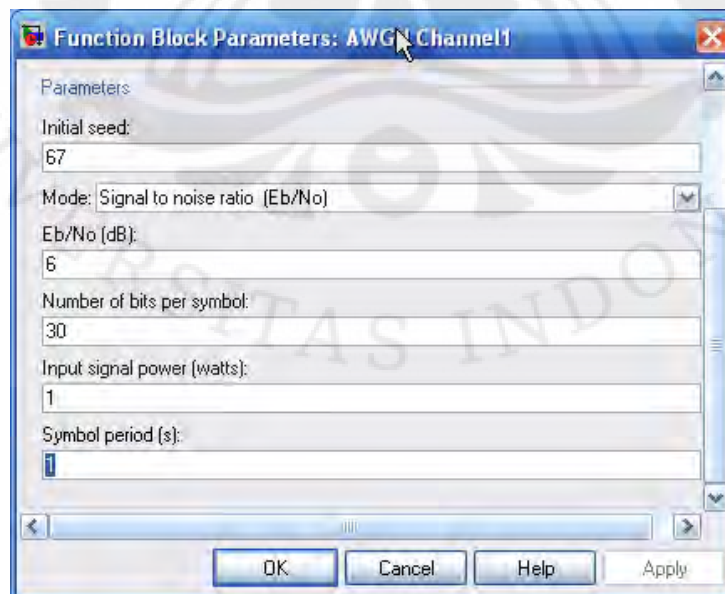 Function Block Parameters: AWGN Channel1
Parameters
Initial seed:
67
Mode: Signal to noise ratio (Eb/No)
Eb/No (dB):
6
Number of bits per symbol:
30
Input signal power (watts):
1
Symbol period (s):
1
OK Cancel Help Apply